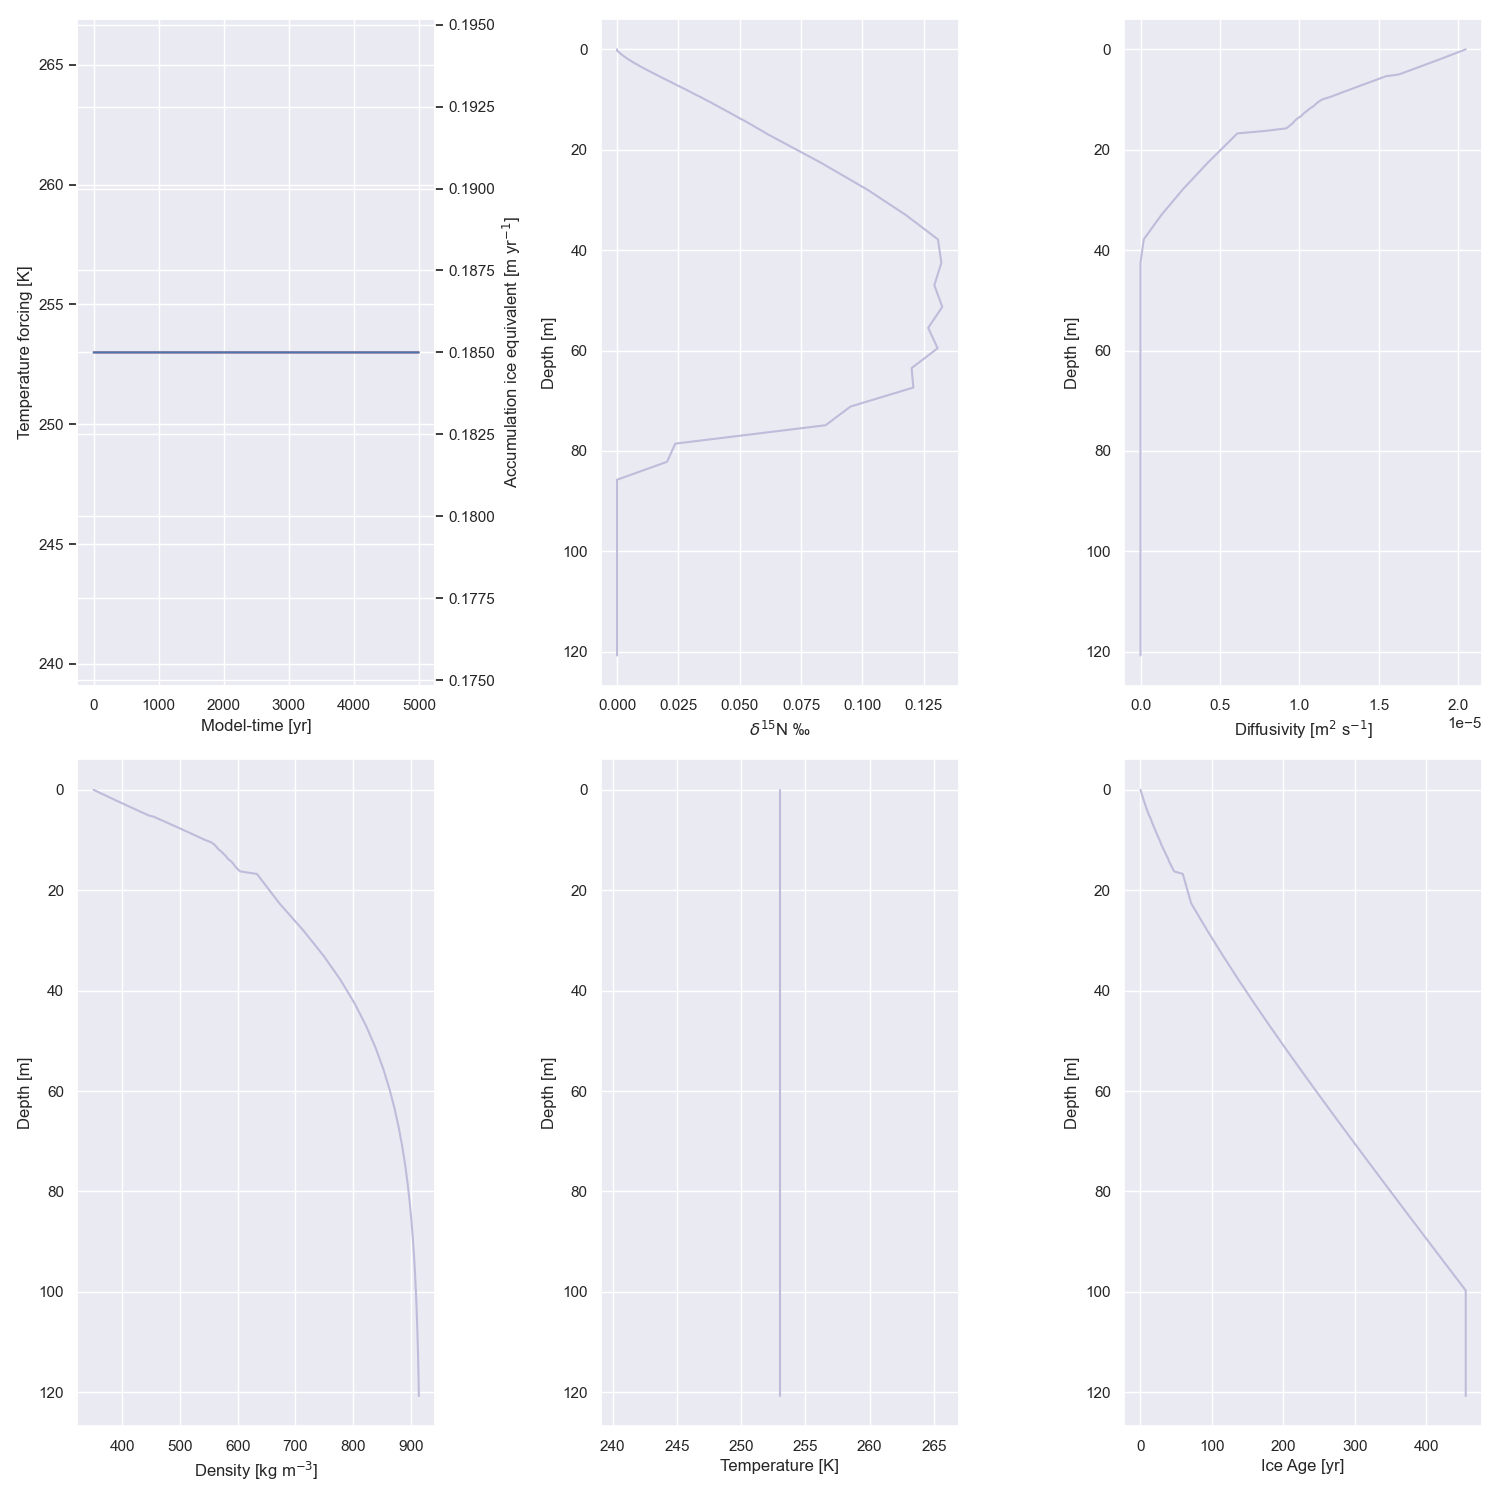 265
260
255
250
245
240
Temperature forcing [K]
0 1000 2000 3000 4000 5000
Model-time [yr]
0.1950
0.1925
0.1900
0.1875
0.1850
0.1825
0.1800
0.1775
0.1750
Accumulation ice equivalent [m yr⁻¹]
0
20
40
60
80
100
120
Depth [m]
0.000 0.025 0.050 0.075 0.100 0.125
δ¹⁵N ‰
0
20
40
60
80
100
120
Depth [m]
0.0 0.5 1.0 1.5 2.0
1e−5
Diffusivity [m² s⁻¹]
0
20
40
60
80
100
120
Depth [m]
400 500 600 700 800 900
Density [kg m⁻³]
0
20
40
60
80
100
120
Depth [m]
240 245 250 255 260 265
Temperature [K]
0
20
40
60
80
100
120
Depth [m]
0 100 200 300 400
Ice Age [yr]